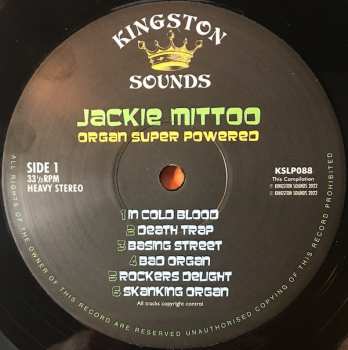 KINGSTON
SOUNDS
JACKIE MITTOO
ORGAN SUPER POWERED
SIDE 1
33⅓RPM
HEAVY STEREO
KSLP088
This Compilation
℗ KINGSTON SOUNDS 2022
© KINGSTON SOUNDS 2022
1 IN COLD BLOOD
2 DEATH TRAP
3 BASING STREET
4 BAD ORGAN
5 ROCKERS DELIGHT
6 SKANKING ORGAN
All tracks copyright control
ALL RIGHTS OF THE OWNER OF THIS RECORD ARE RESERVED UNAUTHORISED COPYING OF THIS RECORD PROHIBITED